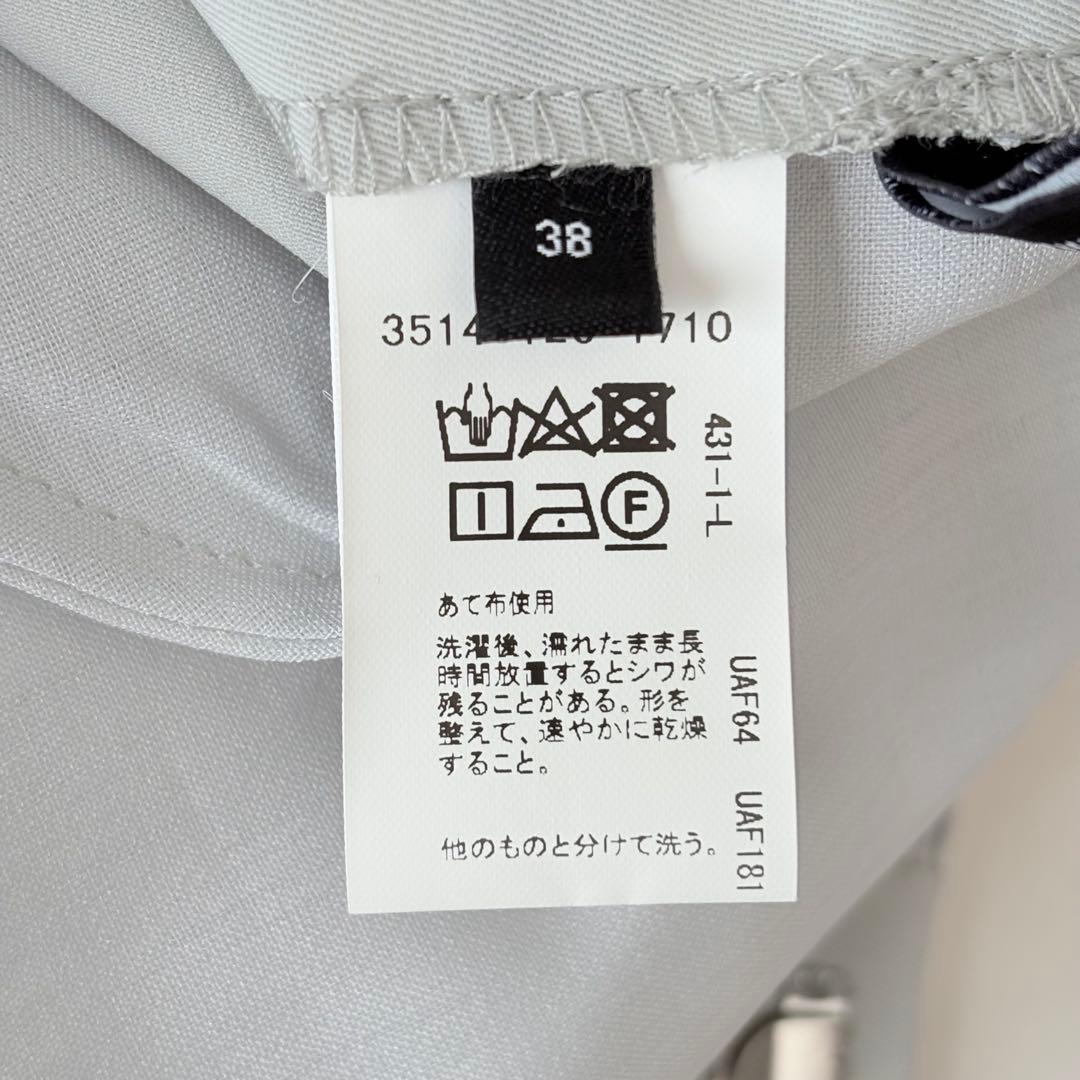 38
3514 7710
431-1-L
F
あて布使用
洗濯後、濡れたまま長
時間放置するとシワが
残ることがある。形を
整えて、速やかに乾燥
すること。
他のものと分けて洗う。
UAF64 UAF181